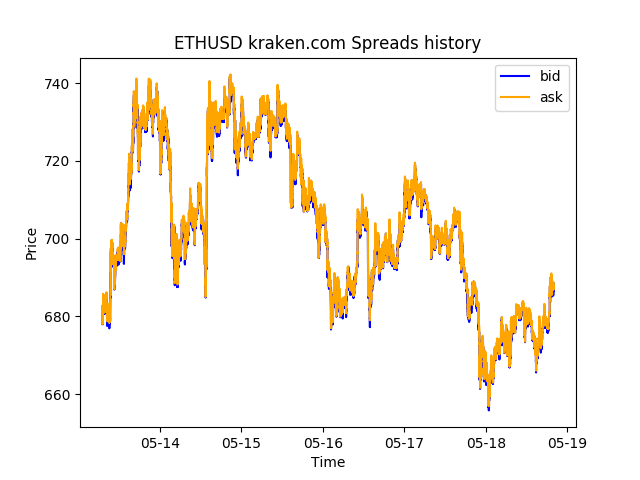 ETHUSD kraken.com Spreads history
bid
ask
Price
740
720
700
680
660
05-14 05-15 05-16 05-17 05-18 05-19
Time